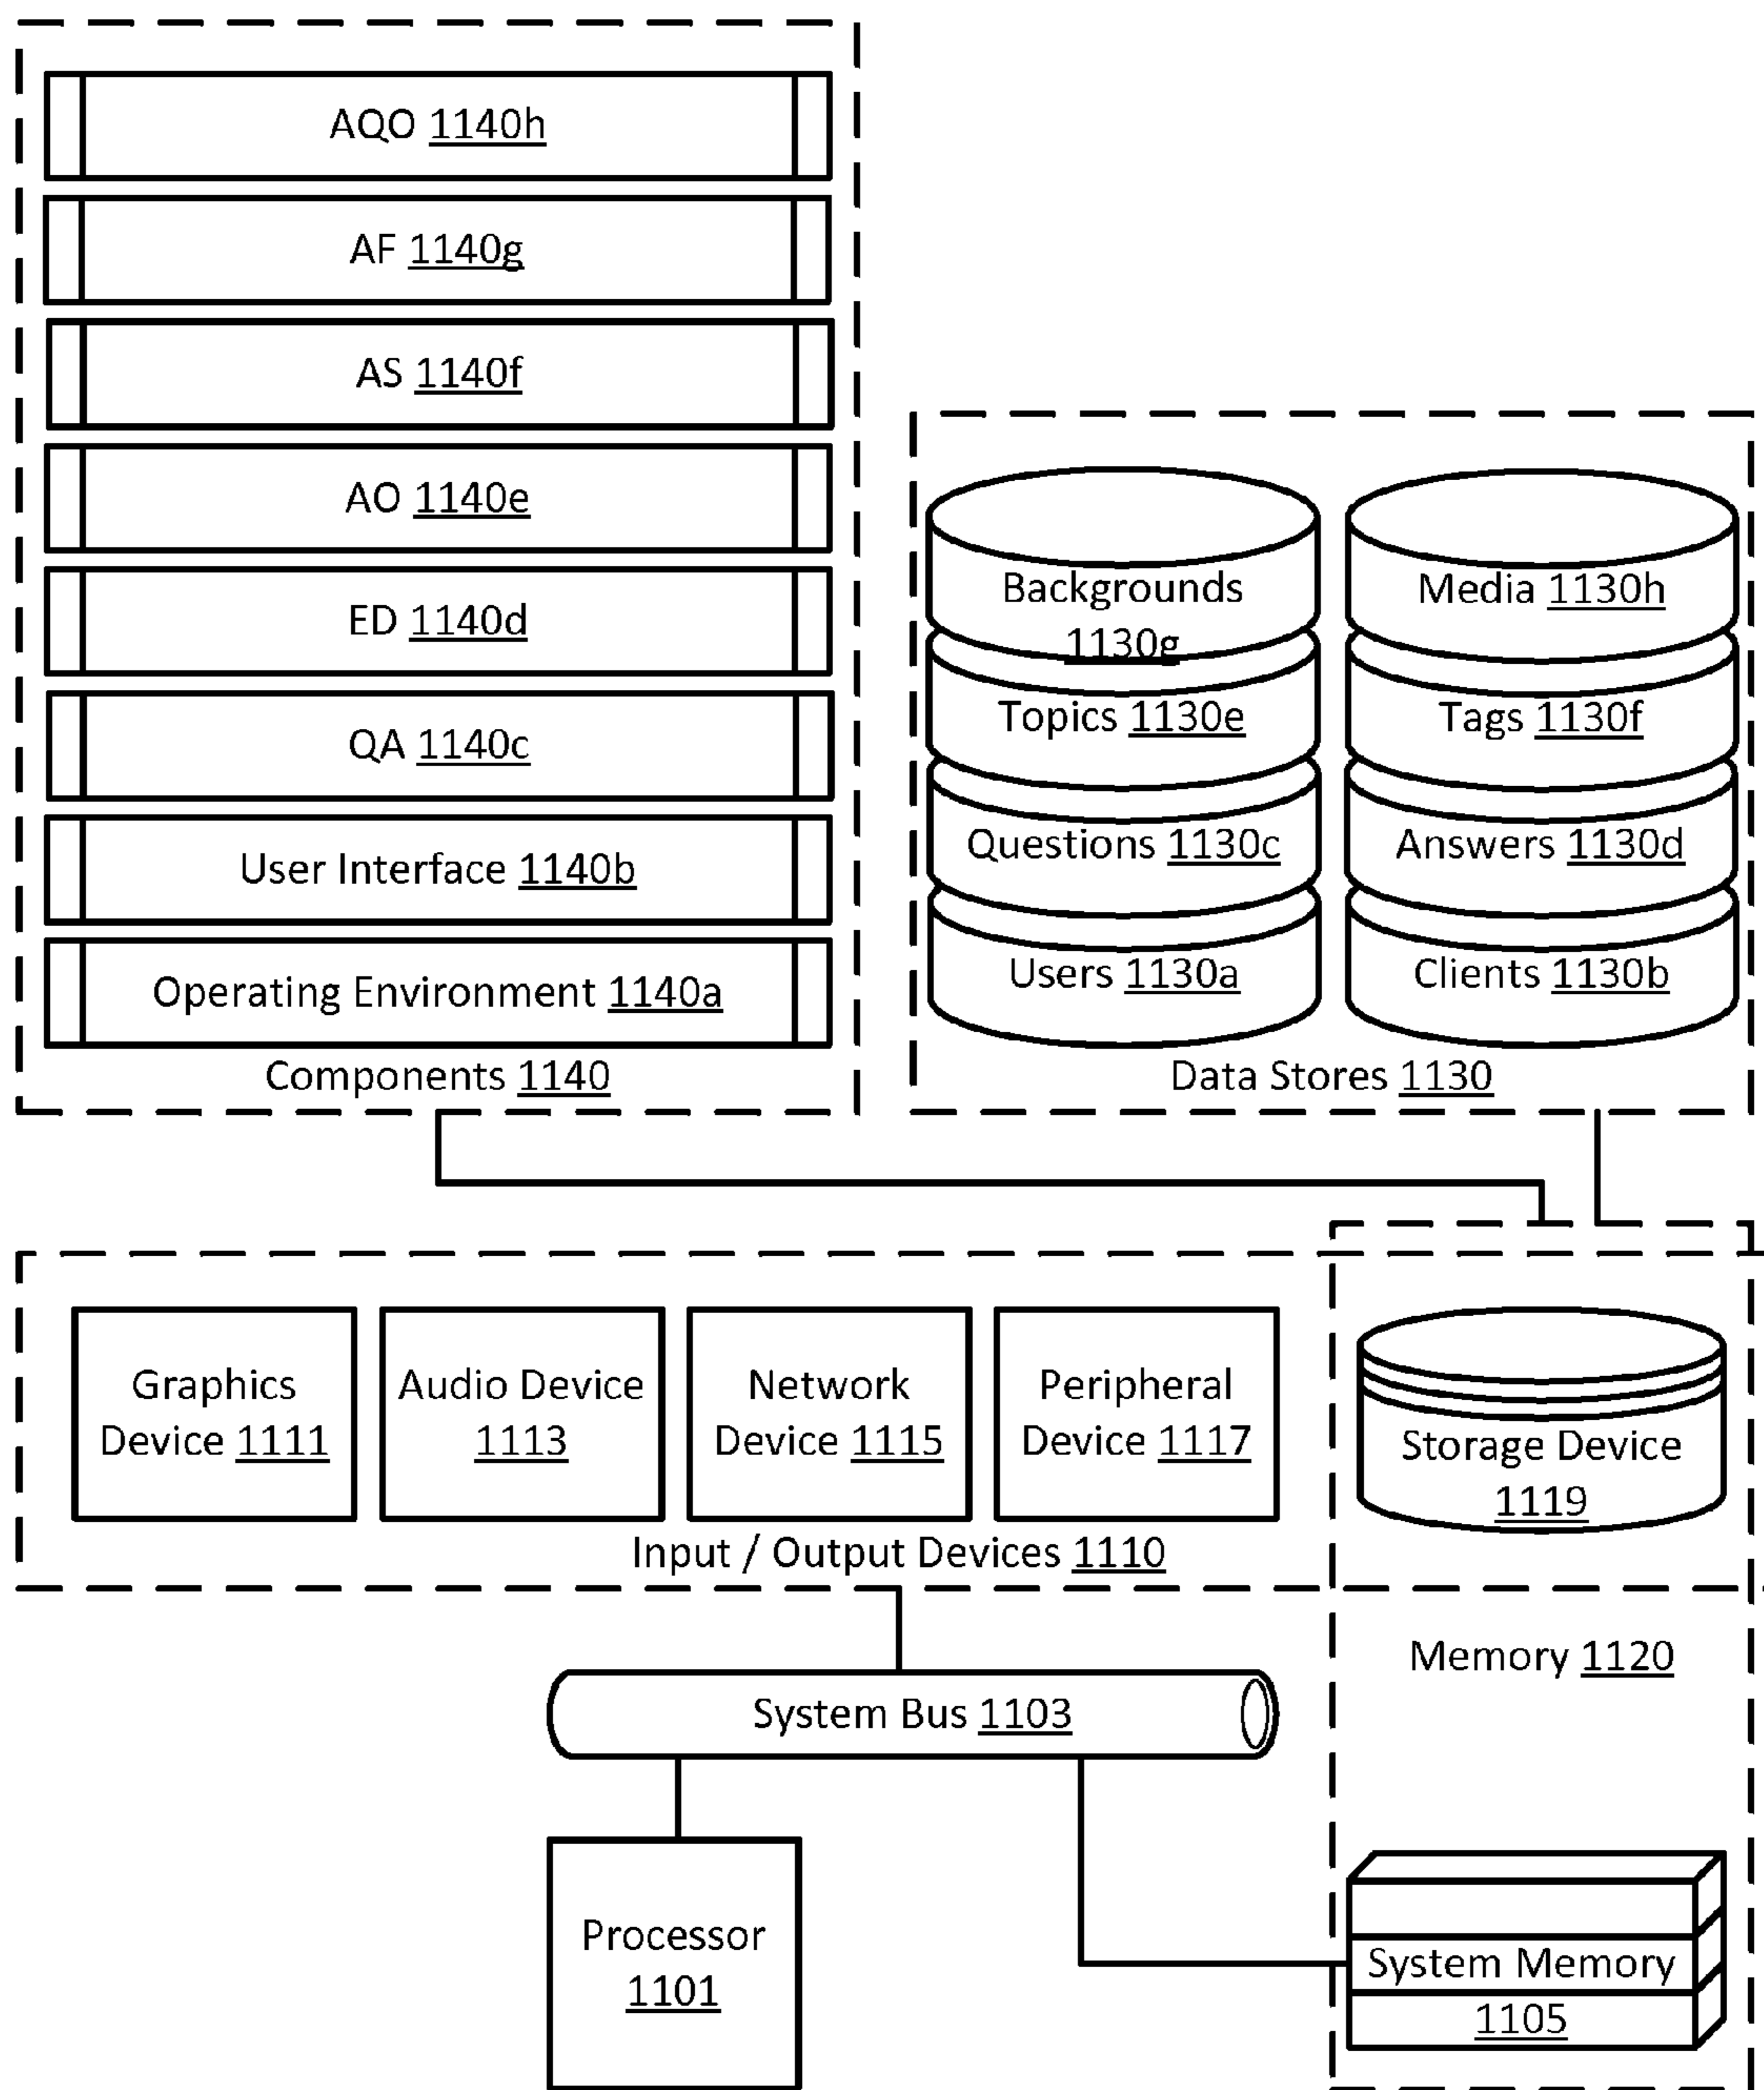 AQO 1140h
AF 1140g
AS 1140f
AO 1140e
ED 1140d
QA 1140c
User Interface 1140b
Operating Environment 1140a
Components 1140
Backgrounds
1130g
Media 1130h
Topics 1130e
Tags 1130f
Questions 1130c
Answers 1130d
Users 1130a
Clients 1130b
Data Stores 1130
Graphics
Device 1111
Audio Device
1113
Network
Device 1115
Peripheral
Device 1117
Storage Device
1119
Input / Output Devices 1110
Memory 1120
System Bus 1103
Processor
1101
System Memory
1105